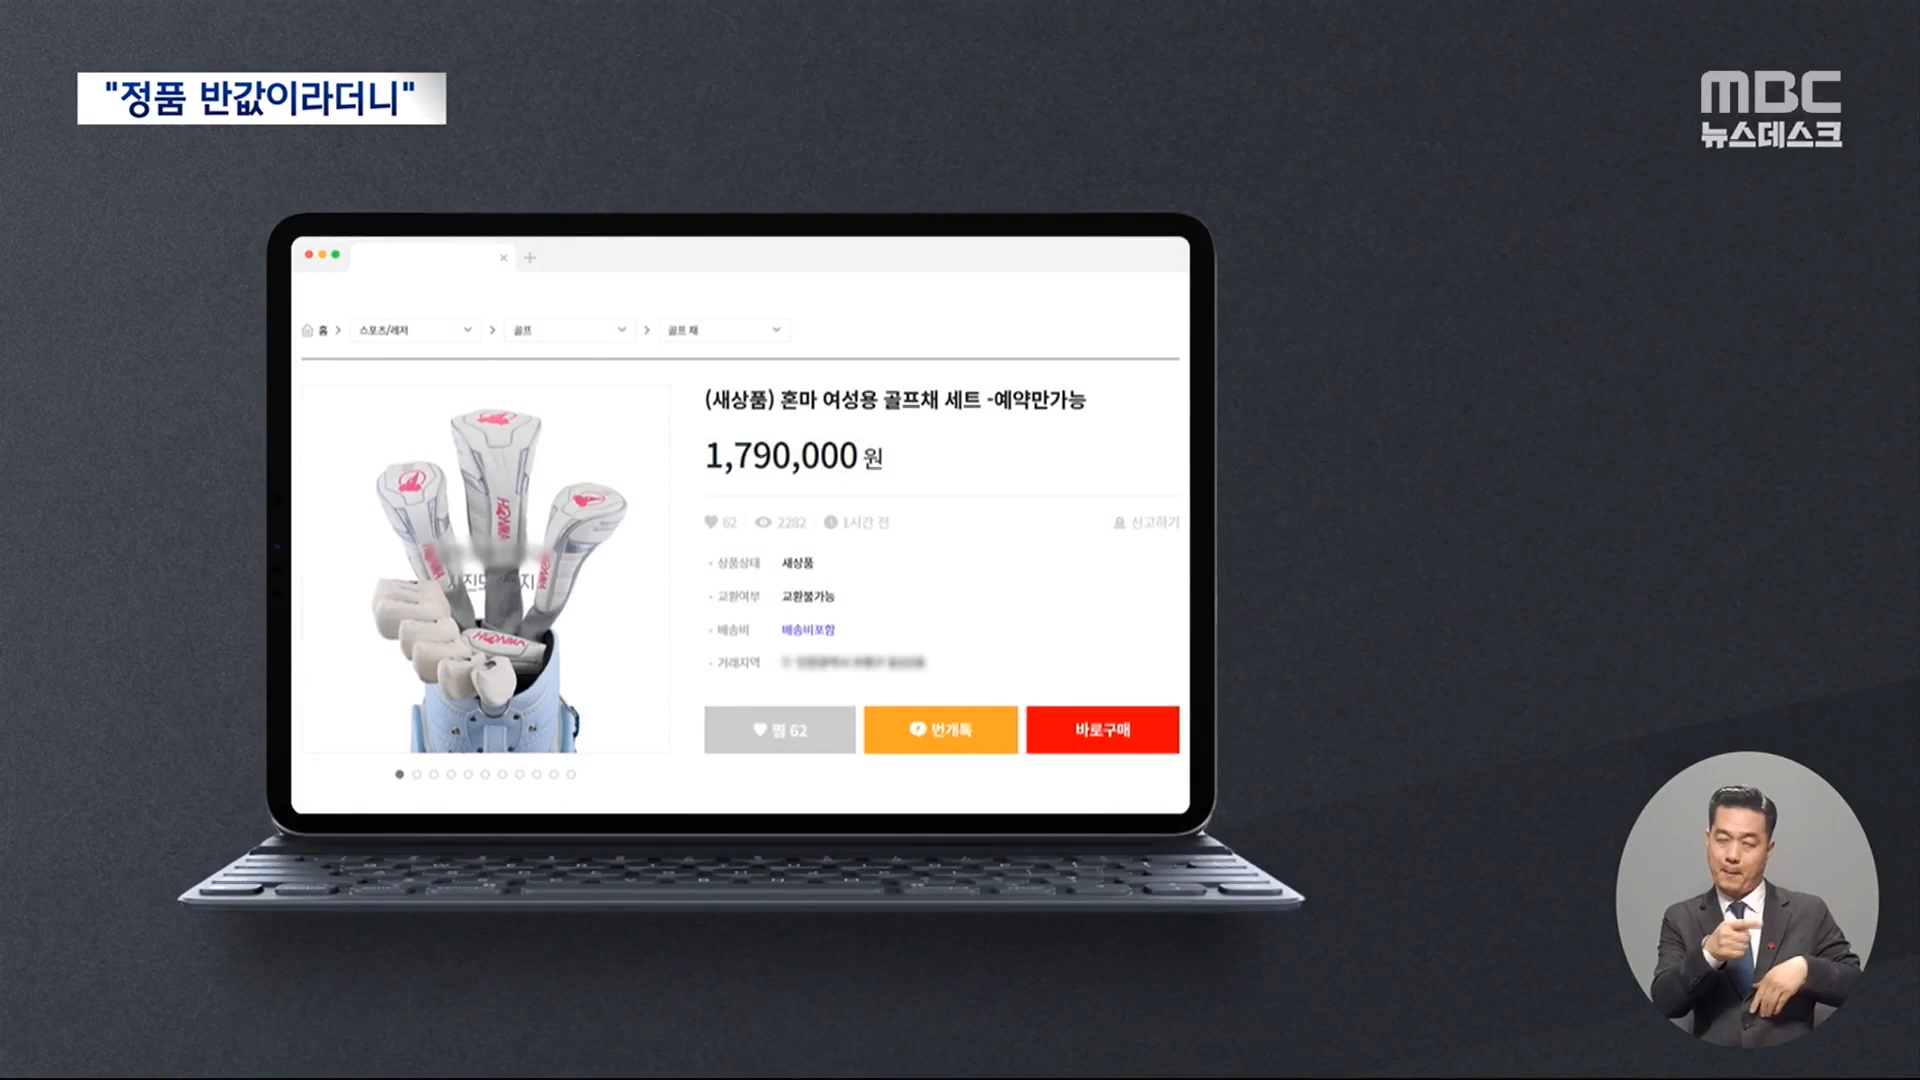 "정품 반값이라더니"
MBC
뉴스데스크
홈
스포츠/레저
골프
골프 채
(새상품) 혼마 여성용 골프채 세트 -예약만가능
1,790,000 원
62 2282 1시간 전
신고하기
상품상태 새상품
교환여부 교환불가능
배송비 배송비포함
거래지역
찜 62
번개톡
바로구매
HONMA
HONMA